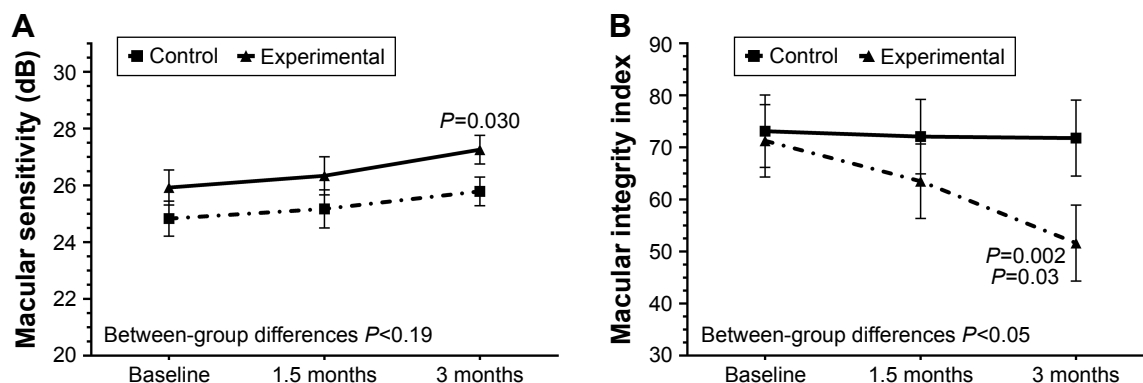 A
Macular sensitivity (dB)
Control Experimental
30
28
26
24
22
20
P=0.030
Between-group differences P<0.19
Baseline 1.5 months 3 months
B
Macular integrity index
Control Experimental
90
80
70
60
50
40
30
P=0.002
P=0.03
Between-group differences P<0.05
Baseline 1.5 months 3 months